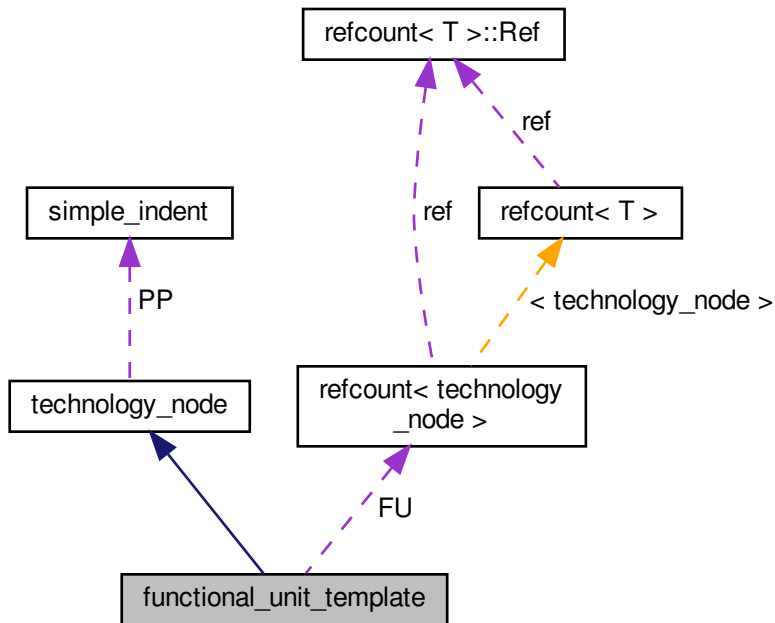 refcount< T >::Ref
ref
simple_indent
ref
refcount< T >
PP
< technology_node >
technology_node
refcount< technology
_node >
FU
functional_unit_template